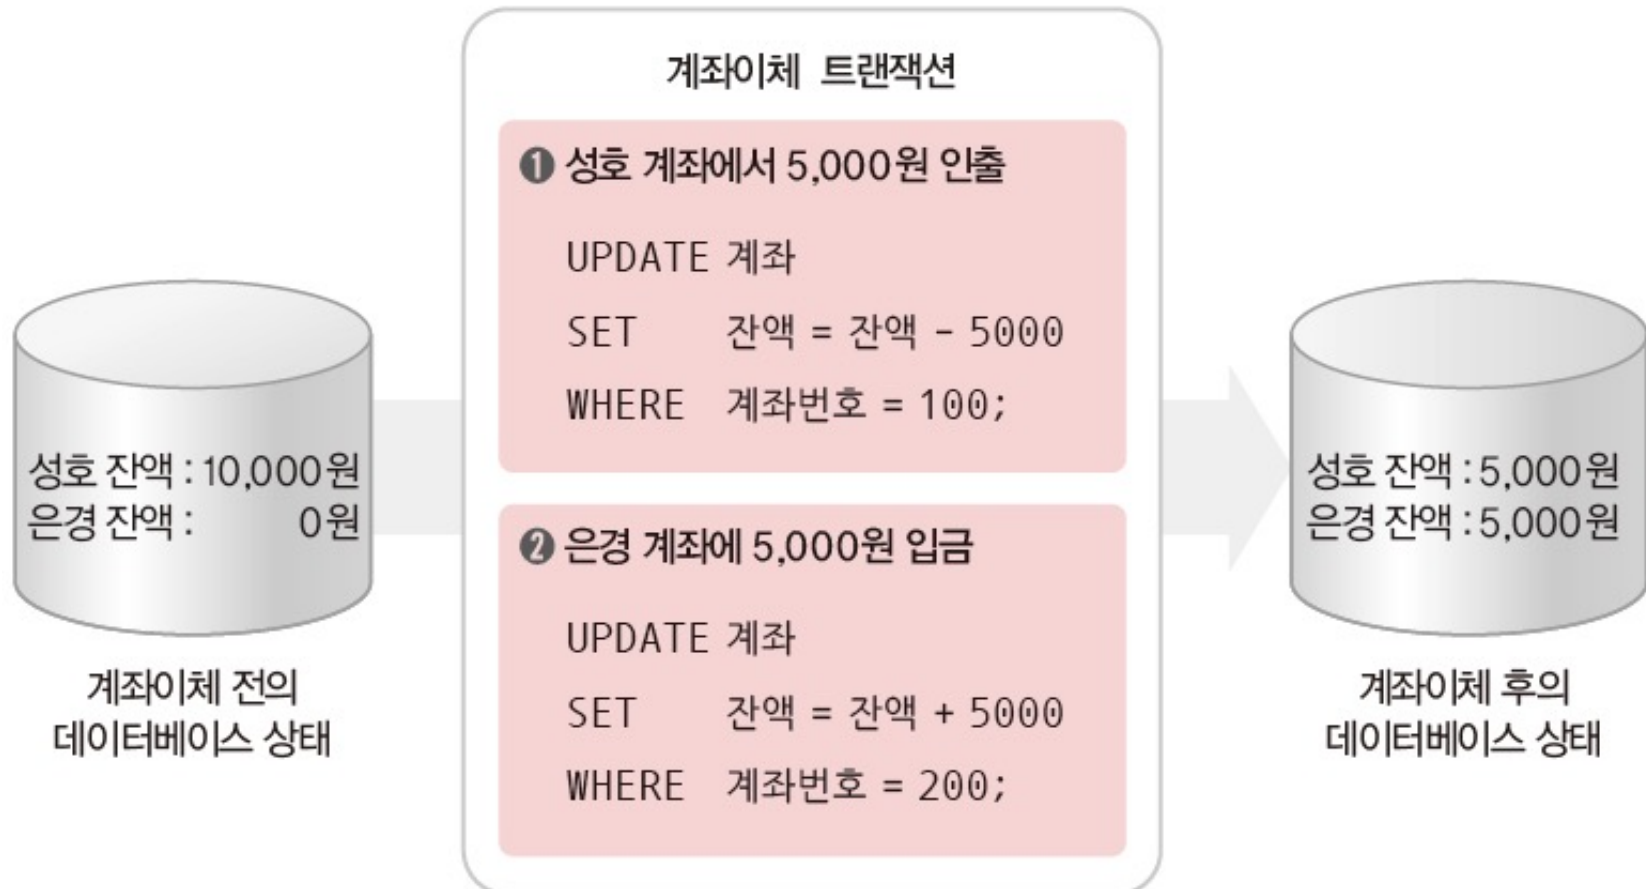 계좌이체 트랜잭션
❶ 성호 계좌에서 5,000원 인출
UPDATE 계좌
SET 잔액 = 잔액 - 5000
WHERE 계좌번호 = 100;
❷ 은경 계좌에 5,000원 입금
UPDATE 계좌
SET 잔액 = 잔액 + 5000
WHERE 계좌번호 = 200;
성호 잔액 : 10,000원
은경 잔액 : 0원
계좌이체 전의
데이터베이스 상태
성호 잔액 : 5,000원
은경 잔액 : 5,000원
계좌이체 후의
데이터베이스 상태